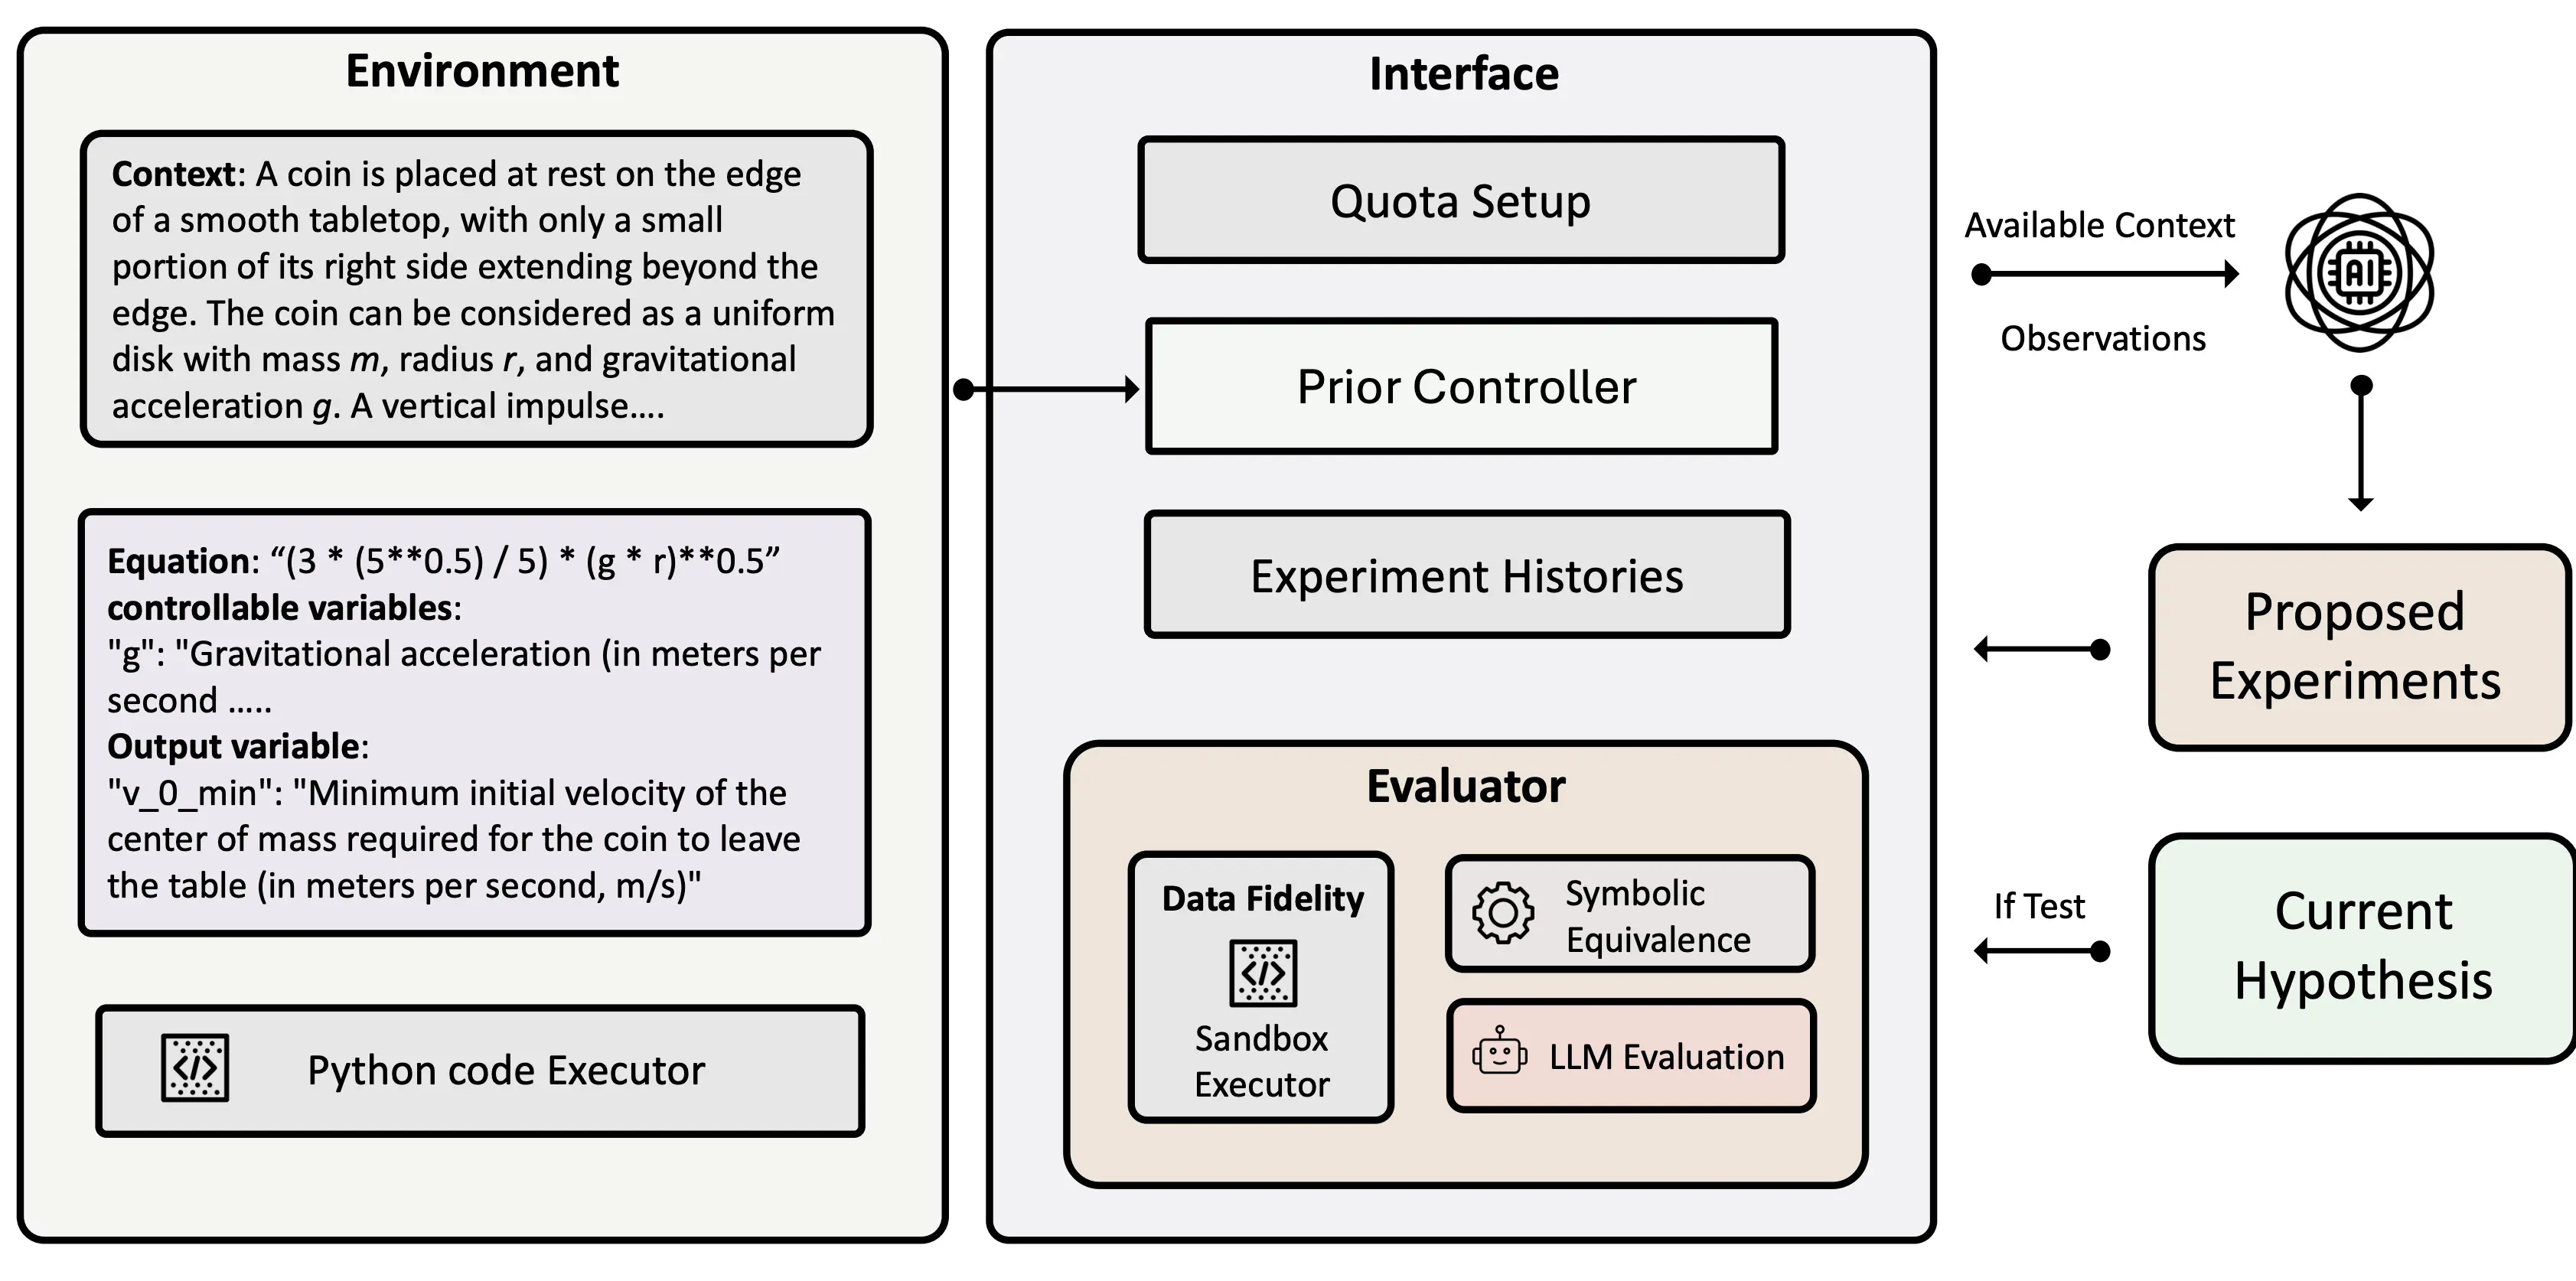 Environment
Context: A coin is placed at rest on the edge
of a smooth tabletop, with only a small
portion of its right side extending beyond the
edge. The coin can be considered as a uniform
disk with mass m, radius r, and gravitational
acceleration g. A vertical impulse....
Equation: “(3 * (5**0.5) / 5) * (g * r)**0.5”
controllable variables:
"g": "Gravitational acceleration (in meters per
second .....
Output variable:
"v_0_min": "Minimum initial velocity of the
center of mass required for the coin to leave
the table (in meters per second, m/s)"
</>
Python code Executor
Interface
Quota Setup
Prior Controller
Experiment Histories
Evaluator
Data Fidelity
</>
Sandbox
Executor
Symbolic
Equivalence
LLM Evaluation
Available Context
Observations
AI
Proposed
Experiments
If Test
Current
Hypothesis